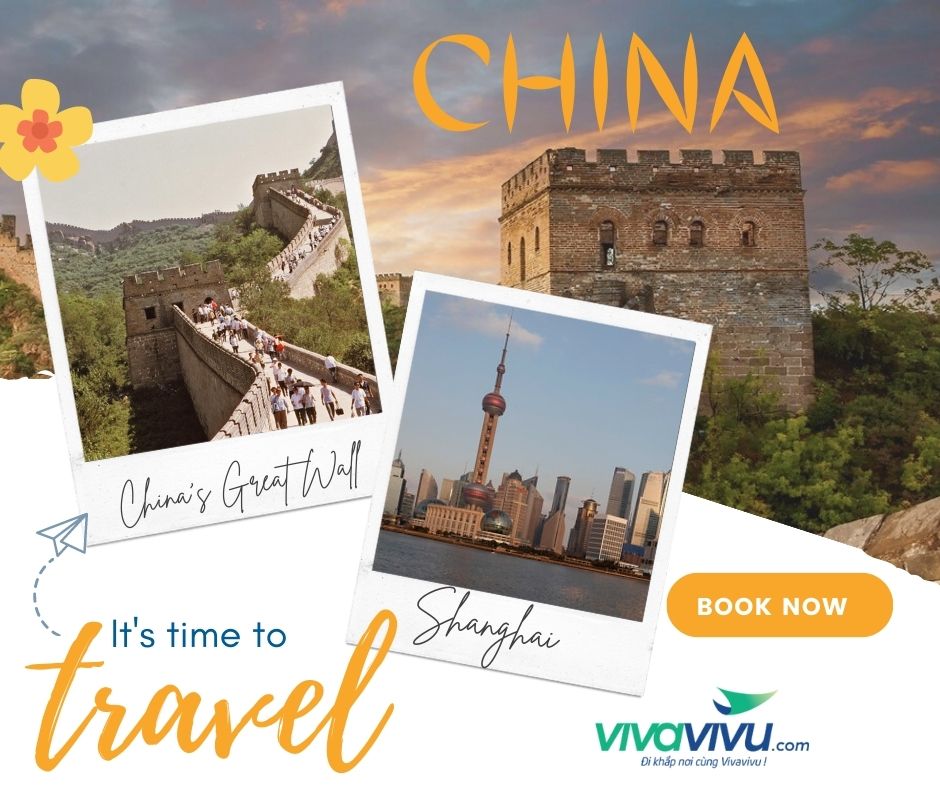 CHINA
China's Great Wall
Shanghai
BOOK NOW
It's time to
travel
vivavivu.com
Đi khắp nơi cùng Vivavivu !